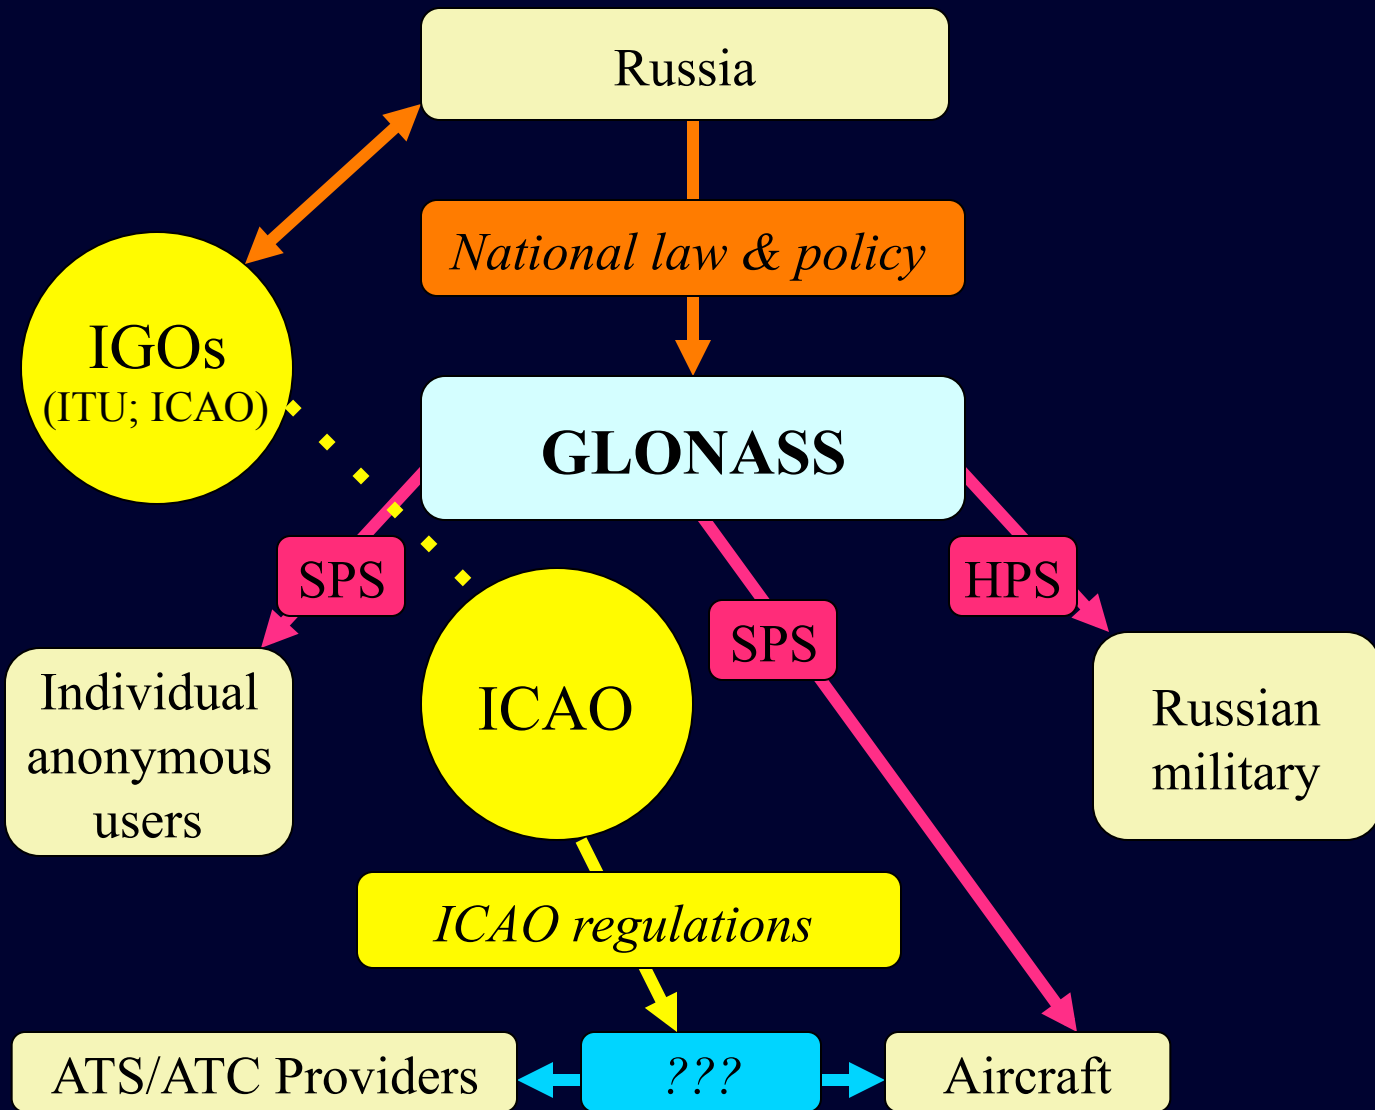 Russia
National law & policy
IGOs
(ITU; ICAO)
GLONASS
SPS
HPS
SPS
Individual
anonymous
users
ICAO
Russian
military
ICAO regulations
ATS/ATC Providers
???
Aircraft